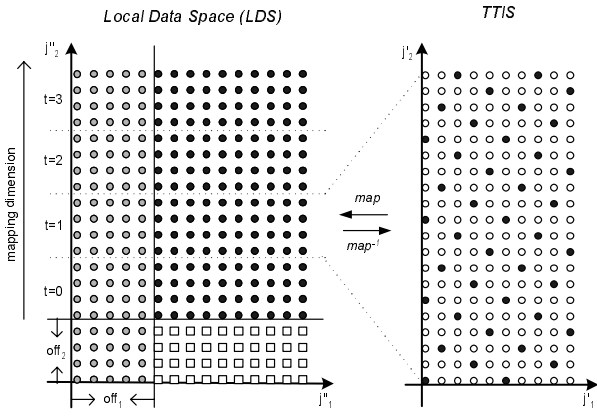 Local Data Space (LDS)
TTIS
j"2
j'2
mapping dimension
t=3
t=2
t=1
t=0
map
map-1
off2
off1
j"1
j'1